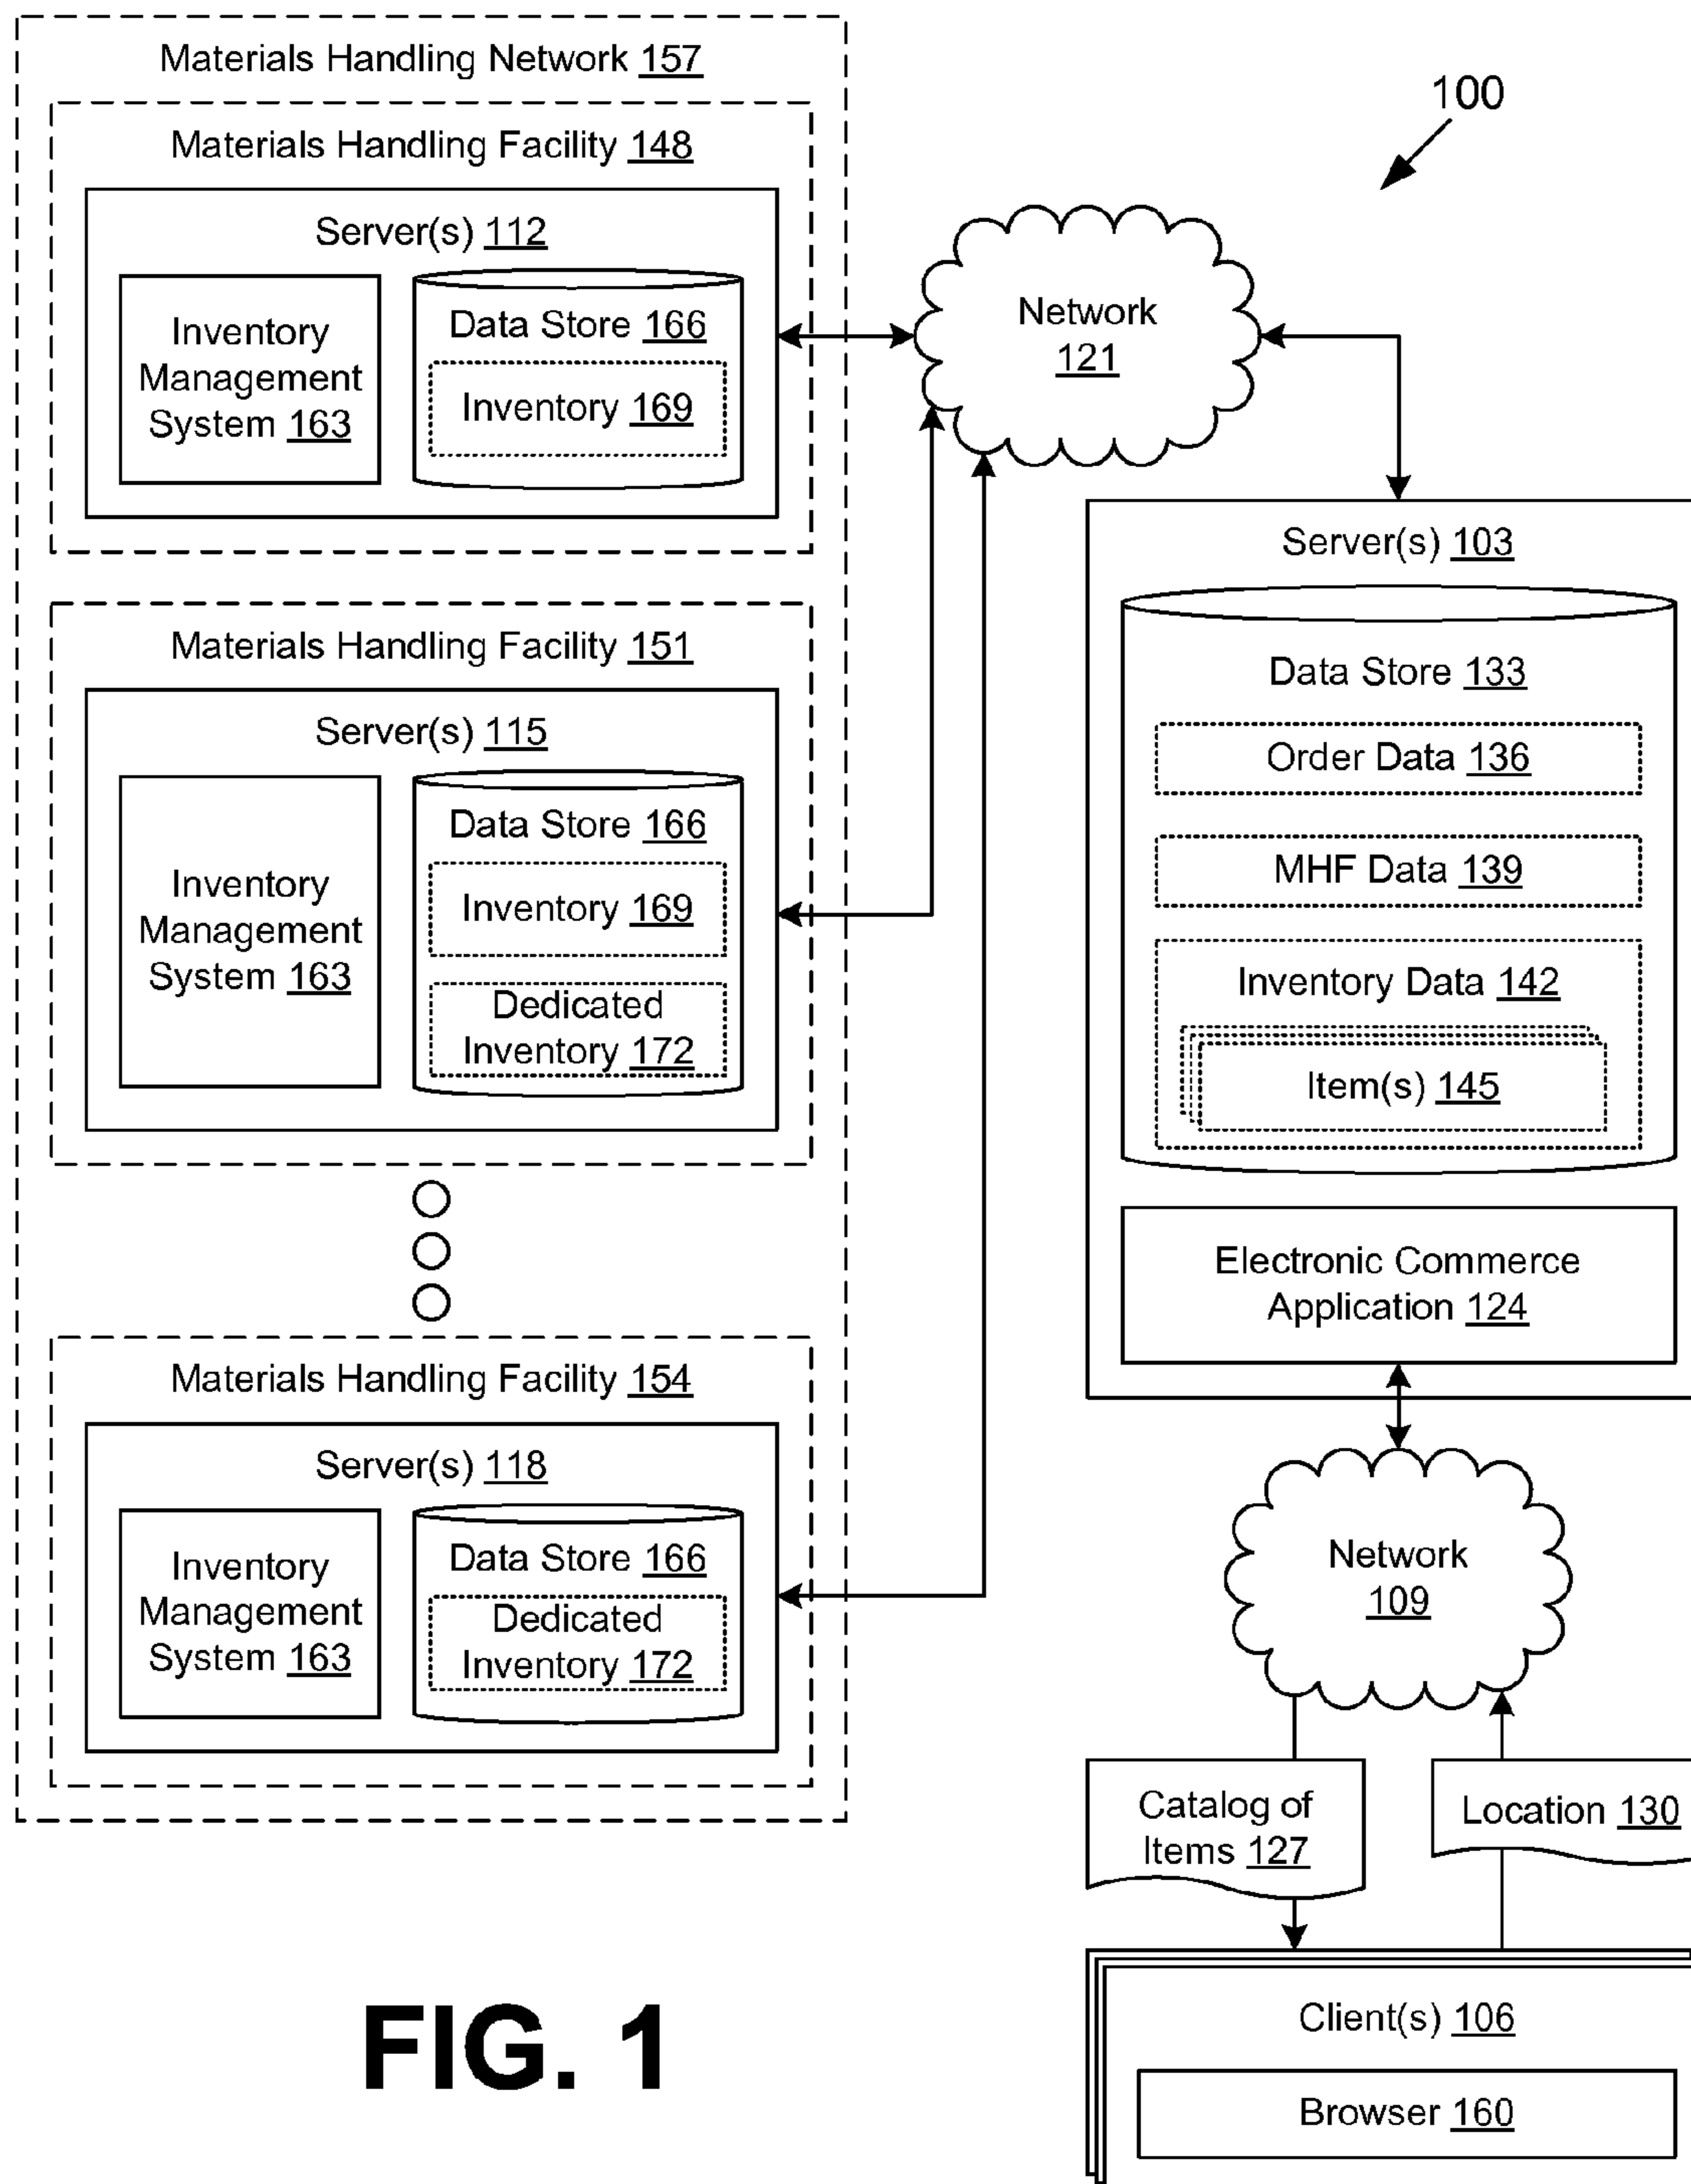 Materials Handling Network 157
Materials Handling Facility 148
Server(s) 112
Inventory
Management
System 163
Data Store 166
Inventory 169
Materials Handling Facility 151
Server(s) 115
Inventory
Management
System 163
Data Store 166
Inventory 169
Dedicated
Inventory 172
Materials Handling Facility 154
Server(s) 118
Inventory
Management
System 163
Data Store 166
Dedicated
Inventory 172
100
Network
121
Server(s) 103
Data Store 133
Order Data 136
MHF Data 139
Inventory Data 142
Item(s) 145
Electronic Commerce
Application 124
Network
109
Catalog of
Items 127
Location 130
Client(s) 106
Browser 160
FIG. 1